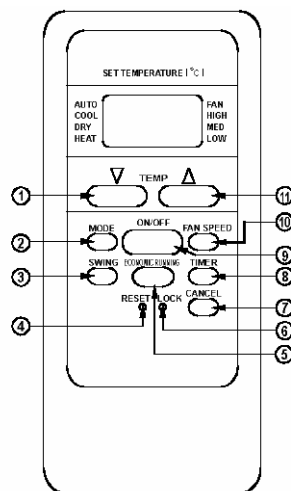 SET TEMPERATURE (°C)
AUTO
COOL
DRY
HEAT
FAN
HIGH
MED
LOW
TEMP
1
11
ON/OFF
MODE
FAN SPEED
10
2
9
SWING
ECONOMIC RUNNING
TIMER
3
8
RESET
LOCK
CANCEL
4
7
6
5